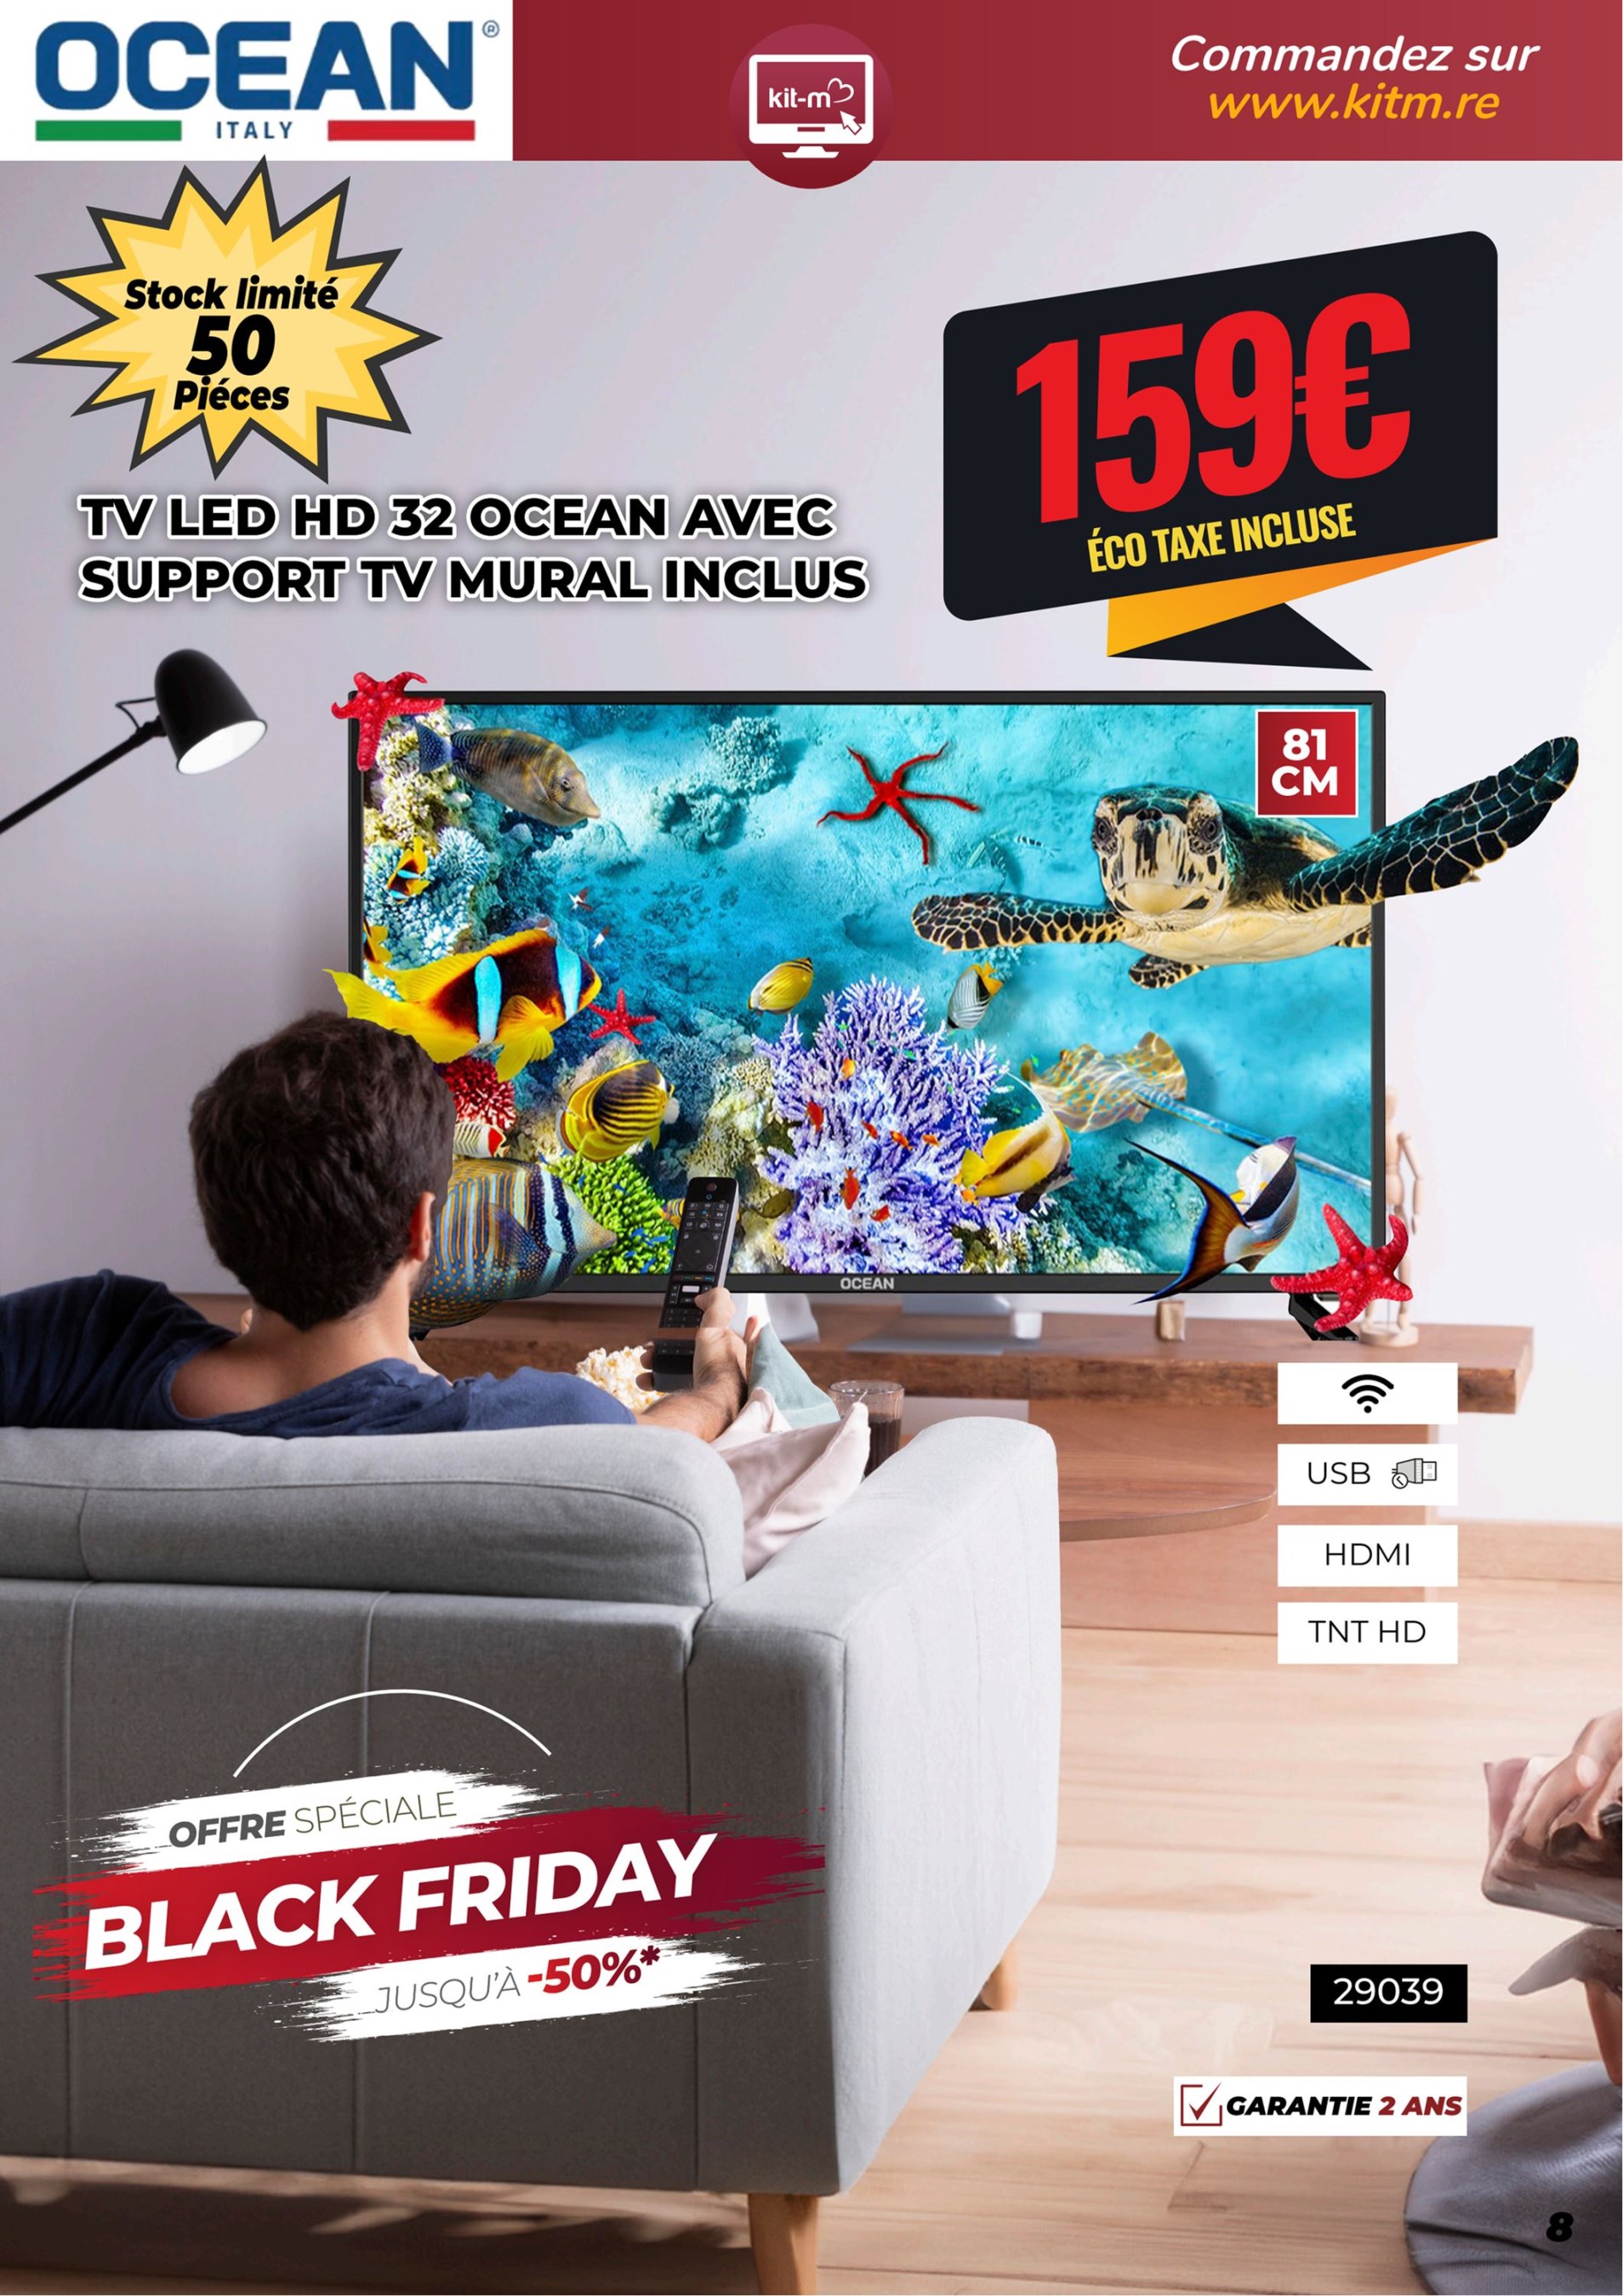 OCEAN®
ITALY
kit-m
Commandez sur
www.kitm.re
Stock limité
50
Piéces
159€
ÉCO TAXE INCLUSE
TV LED HD 32 OCEAN AVEC
SUPPORT TV MURAL INCLUS
81
CM
OCEAN
USB
HDMI
TNT HD
OFFRE SPÉCIALE
BLACK FRIDAY
JUSQU'À -50%*
29039
GARANTIE 2 ANS
8